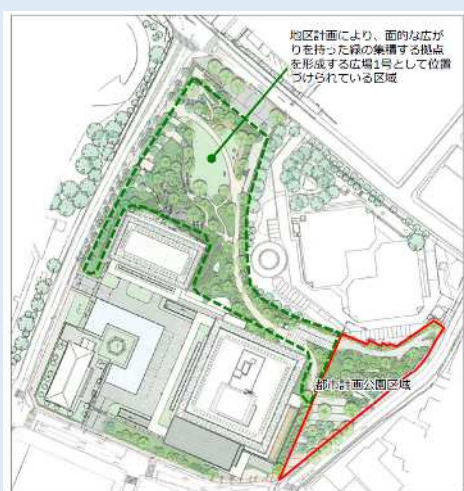 地区計画により、面的な広が
りを持った緑の集積する拠点
を形成する広場1号として位置
づけられている区域
都市計画公園区域